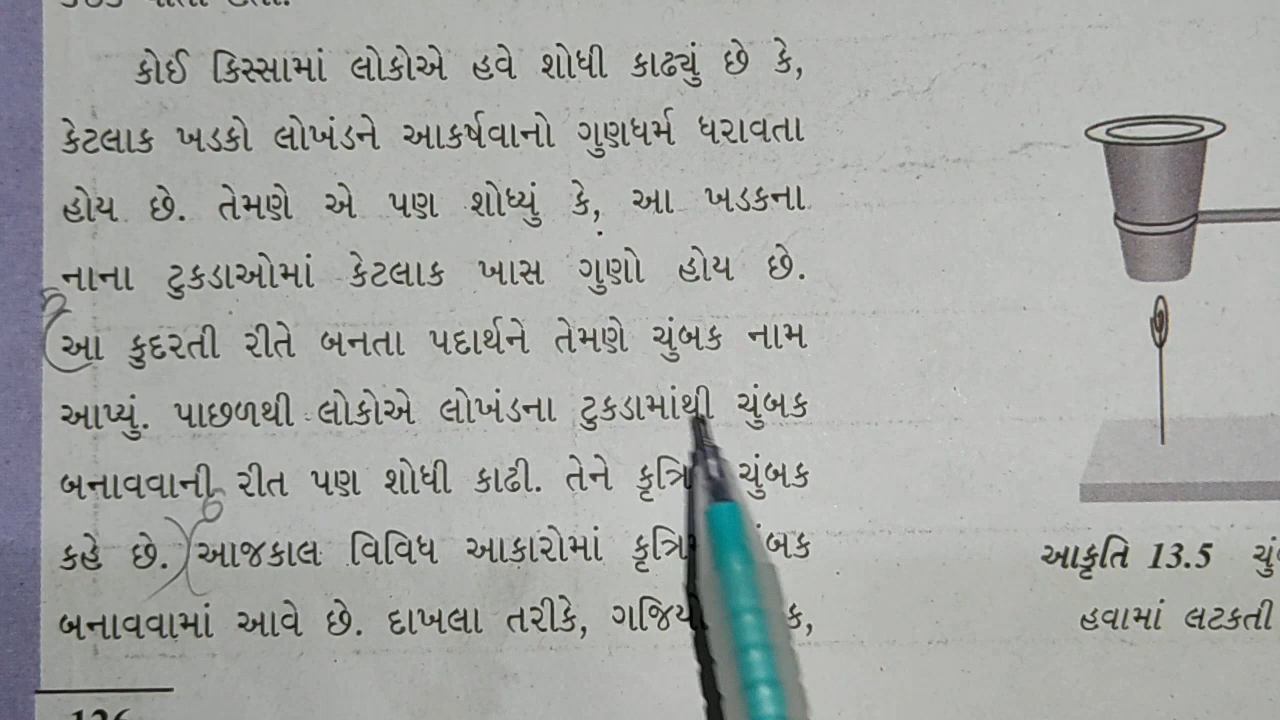 કોઈ કિસ્સામાં લોકોએ હવે શોધી કાઢ્યું છે કે,
કેટલાક ખડકો લોખંડને આકર્ષવાનો ગુણધર્મ ધરાવતા
હોય છે. તેમણે એ પણ શોધ્યું કે, આ ખડકના
નાના ટુકડાઓમાં કેટલાક ખાસ ગુણો હોય છે.
આ કુદરતી રીતે બનતા પદાર્થને તેમણે ચુંબક નામ
આપ્યું. પાછળથી લોકોએ લોખંડના ટુકડામાંથી ચુંબક
બનાવવાની રીત પણ શોધી કાઢી. તેને ચુંબક
કહે છે. આજકાલ વિવિધ આકારોમાં
બનાવવામાં આવે છે. દાખલા તરીકે,
આકૃતિ 13.5
હવામાં લટકતી